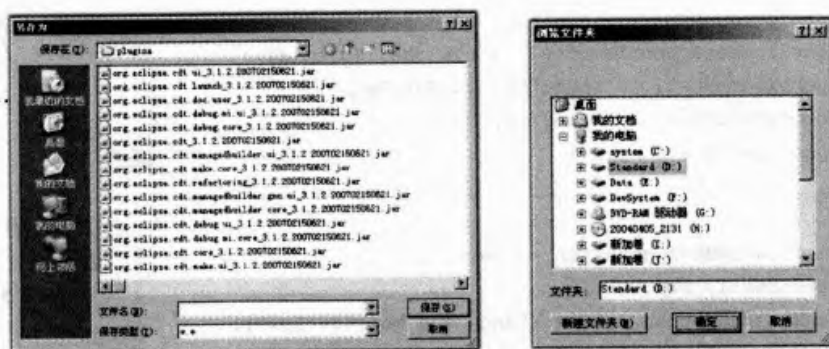 另存为
保存在(I): plugins
我最近的文档
桌面
我的文档
我的电脑
网上邻居
org.eclipse.cdt.ui_3.1.2.200702150621.jar
org.eclipse.cdt.launch_3.1.2.200702150621.jar
org.eclipse.cdt.doc.user_3.1.2.200702150621.jar
org.eclipse.cdt.debug.mi.ui_3.1.2.200702150621.jar
org.eclipse.cdt.debug.core_3.1.2.200702150621.jar
org.eclipse.cdt_3.1.2.200702150621.jar
org.eclipse.cdt.managedbuilder.ui_3.1.2.200702150621.jar
org.eclipse.cdt.make.core_3.1.2.200702150621.jar
org.eclipse.cdt.refactoring_3.1.2.200702150621.jar
org.eclipse.cdt.managedbuilder.gnu.ui_3.1.2.200702150621.jar
org.eclipse.cdt.managedbuilder.core_3.1.2.200702150621.jar
org.eclipse.cdt.debug.ui_3.1.2.200702150621.jar
org.eclipse.cdt.debug.mi.core_3.1.2.200702150621.jar
org.eclipse.cdt.core_3.1.2.200702150621.jar
org.eclipse.cdt.make.ui_3.1.2.200702150621.jar
文件名(N):
保存(S)
保存类型(T): *.*
取消
浏览文件夹
桌面
我的文档
我的电脑
system (C:)
Standard (D:)
Data (E:)
DevSystem (F:)
DVD-RAM 驱动器 (G:)
20040405_2131 (H:)
新加卷 (I:)
新加卷 (J:)
文件夹: Standard (D:)
新建文件夹(M)
确定
取消